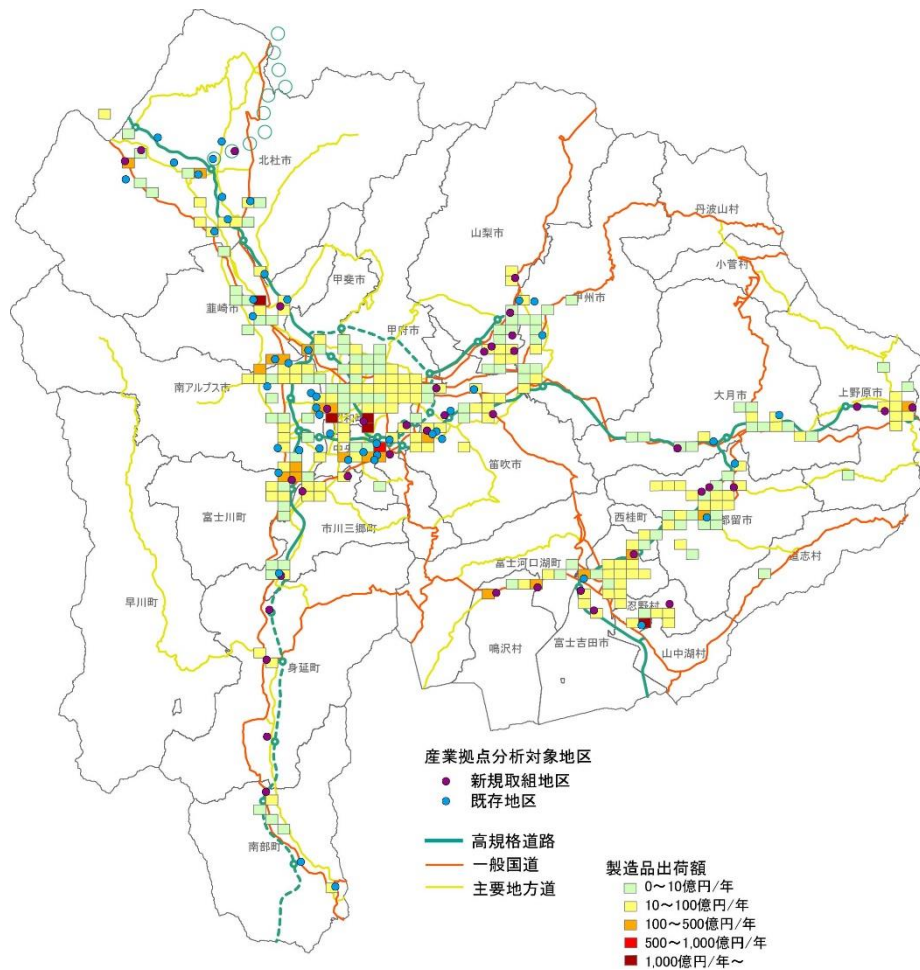 北杜市
丹波山村
山梨市
小菅村
甲斐市
甲州市
韮崎市
甲府市
南アルプス市
大月市
上野原市
笛吹市
富士川町
市川三郷町
西桂町
都留市
道志村
富士河口湖町
早川町
忍野村
鳴沢村
富士吉田市
山中湖村
身延町
南部町
産業拠点分析対象地区
新規取組地区
既存地区
高規格道路
一般国道
主要地方道
製造品出荷額
0～10億円/年
10～100億円/年
100～500億円/年
500～1,000億円/年
1,000億円/年～